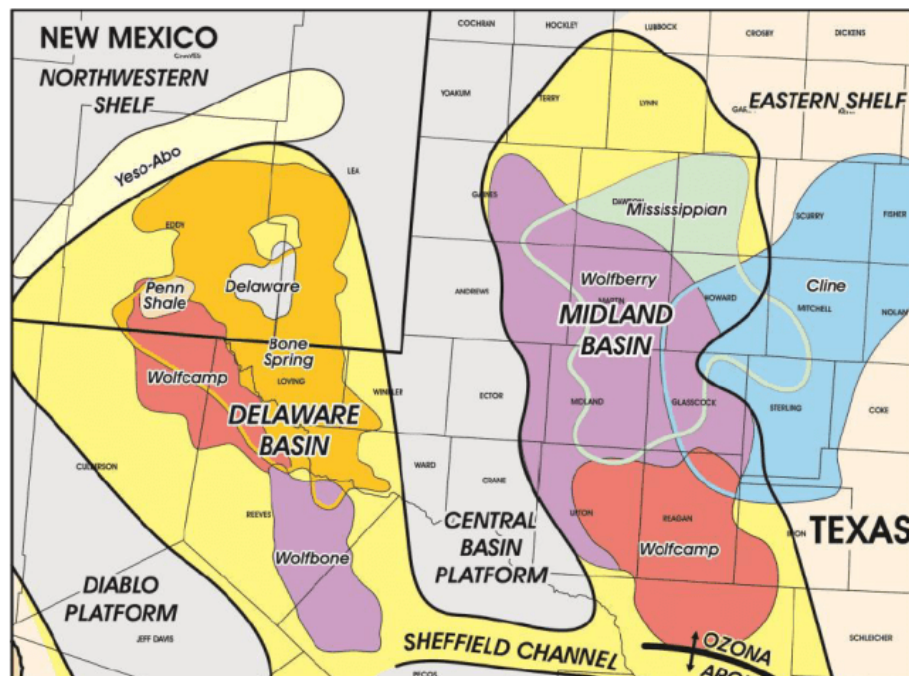 COCHRAN
HOCKLEY
LUBBOCK
CROSBY
DICKENS
NEW MEXICO
CHAVES
NORTHWESTERN
SHELF
YOAKUM
TERRY
LYNN
EASTERN SHELF
Yeso-Abo
LEA
GAINES
DAWSON
Mississippian
SCURRY
FISHER
EDDY
Penn
Shale
Delaware
ANDREWS
Wolfberry
MARTIN
HOWARD
Cline
MITCHELL
NOLAN
MIDLAND
BASIN
Bone
Spring
Wolfcamp
LOVING
WINKLER
ECTOR
MIDLAND
GLASSCOCK
STERLING
COKE
DELAWARE
BASIN
CULBERSON
WARD
CRANE
REEVES
UPTON
REAGAN
IRION
TEXAS
CENTRAL
BASIN
PLATFORM
Wolfcamp
Wolfbone
DIABLO
PLATFORM
JEFF DAVIS
SHEFFIELD CHANNEL
OZONA
SCHLEICHER
PECOS